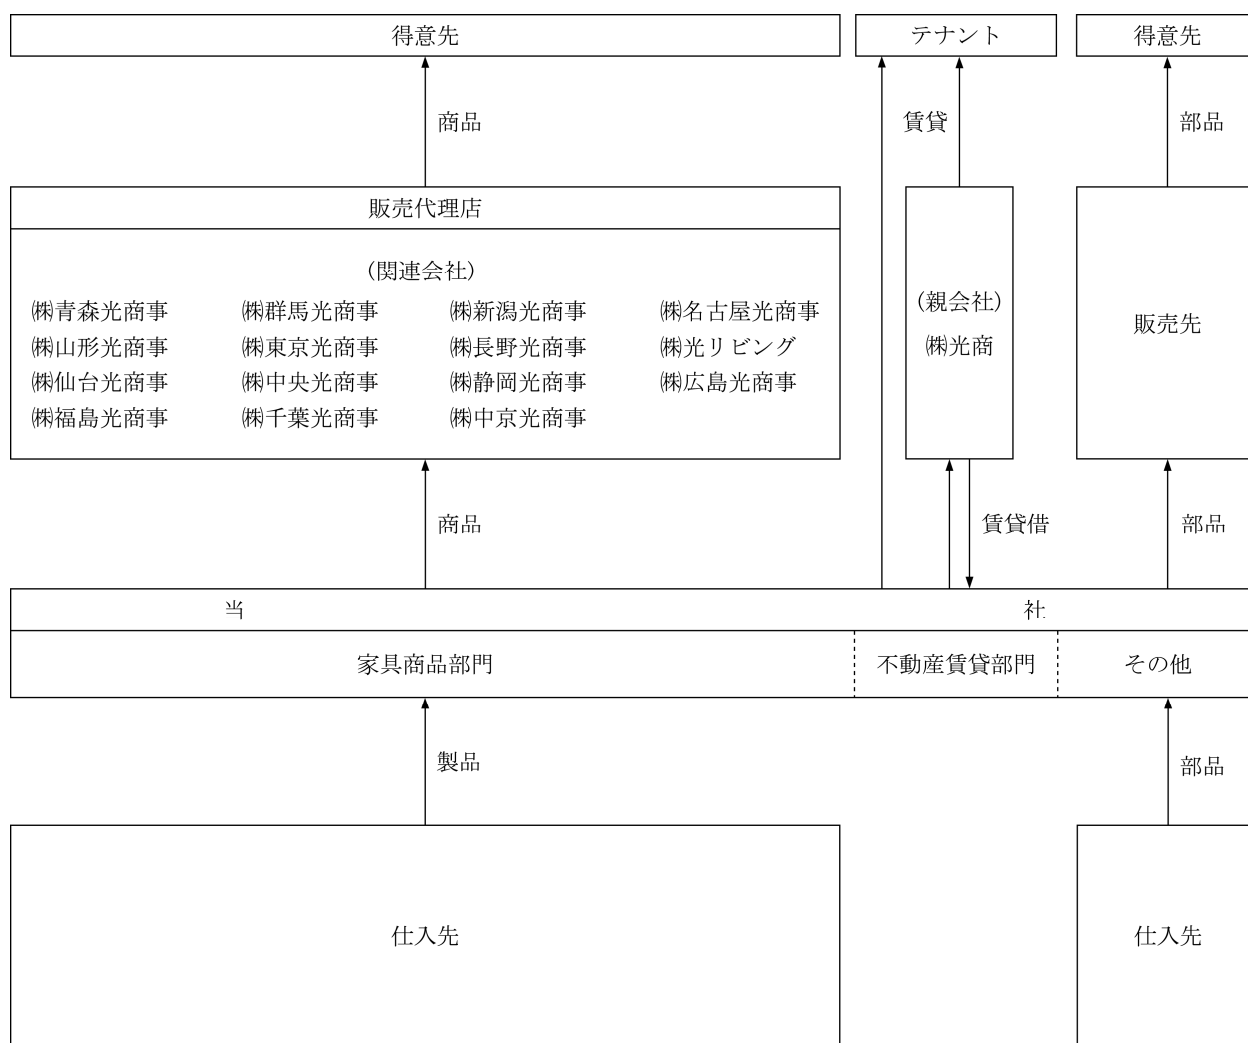 得意先
テナント
得意先
商品
賃貸
部品
販売代理店
(関連会社)
㈱青森光商事 ㈱群馬光商事 ㈱新潟光商事 ㈱名古屋光商事
㈱山形光商事 ㈱東京光商事 ㈱長野光商事 ㈱光リビング
㈱仙台光商事 ㈱中央光商事 ㈱静岡光商事 ㈱広島光商事
㈱福島光商事 ㈱千葉光商事 ㈱中京光商事
(親会社)
㈱光商
販売先
商品
賃貸借
部品
当 社
家具商品部門
不動産賃貸部門
その他
製品
部品
仕入先
仕入先